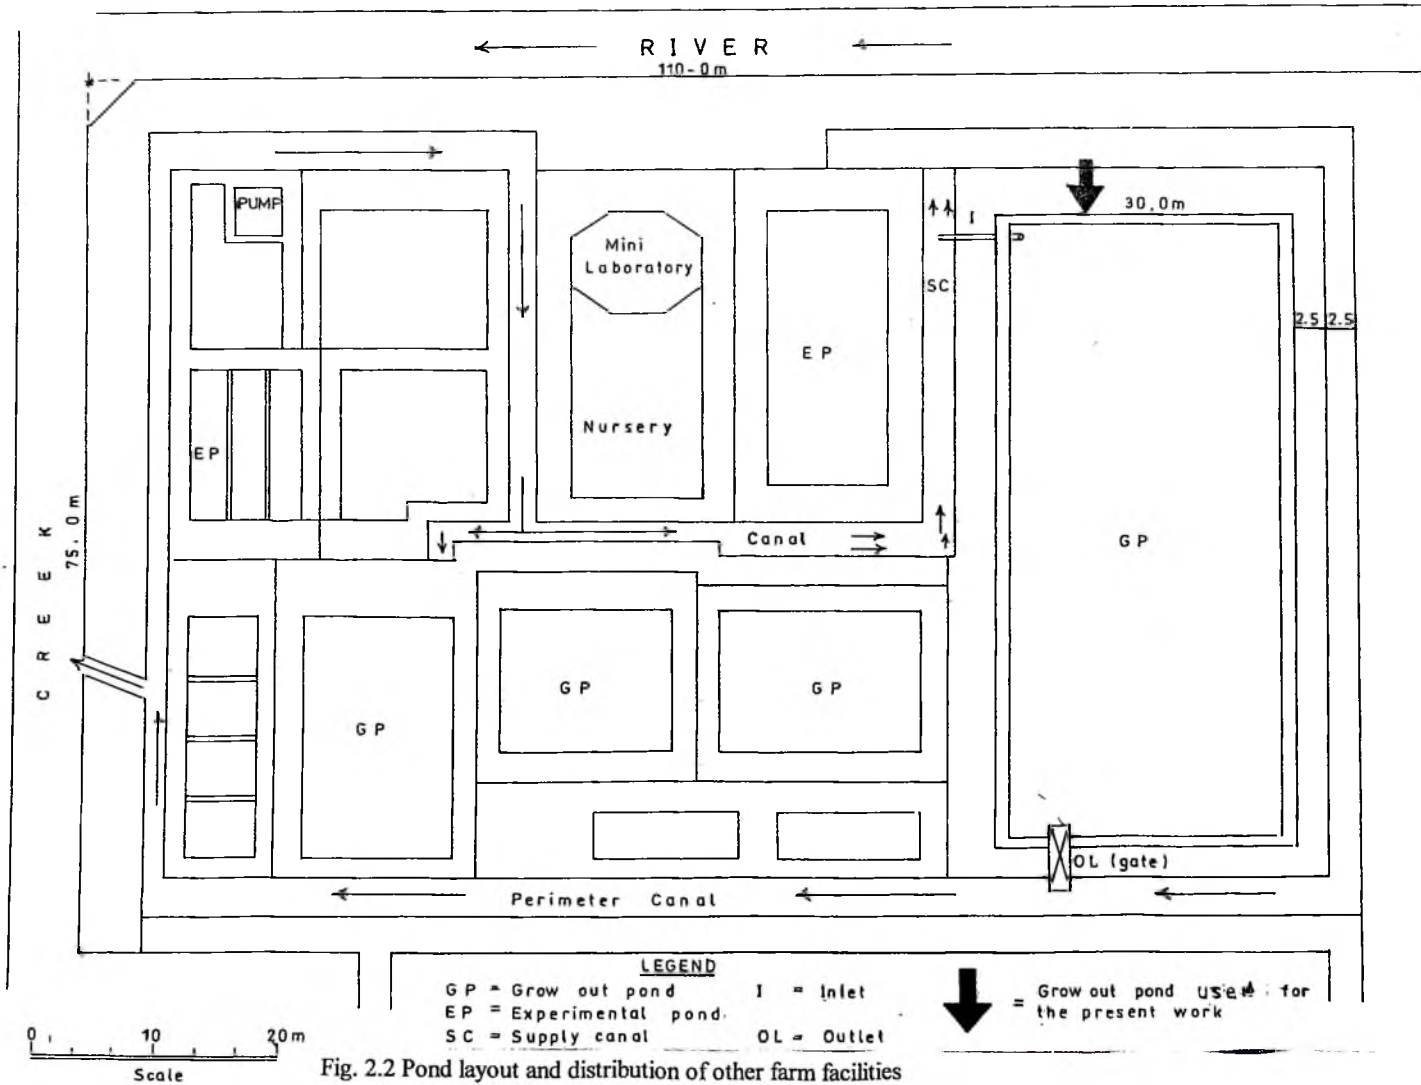 RIVER
110-0m
PUMP
Mini
Laboratory
Nursery
EP
I
30.0m
SC
2.5 2.5
EP
CREEK
75.0m
Canal
GP
GP
GP
GP
OL (gate)
Perimeter Canal
LEGEND
GP = Grow out pond
I = Inlet
EP = Experimental pond.
SC = Supply canal
OL = Outlet
= Grow out pond used for
the present work
0 10 20m
Scale
Fig. 2.2 Pond layout and distribution of other farm facilities